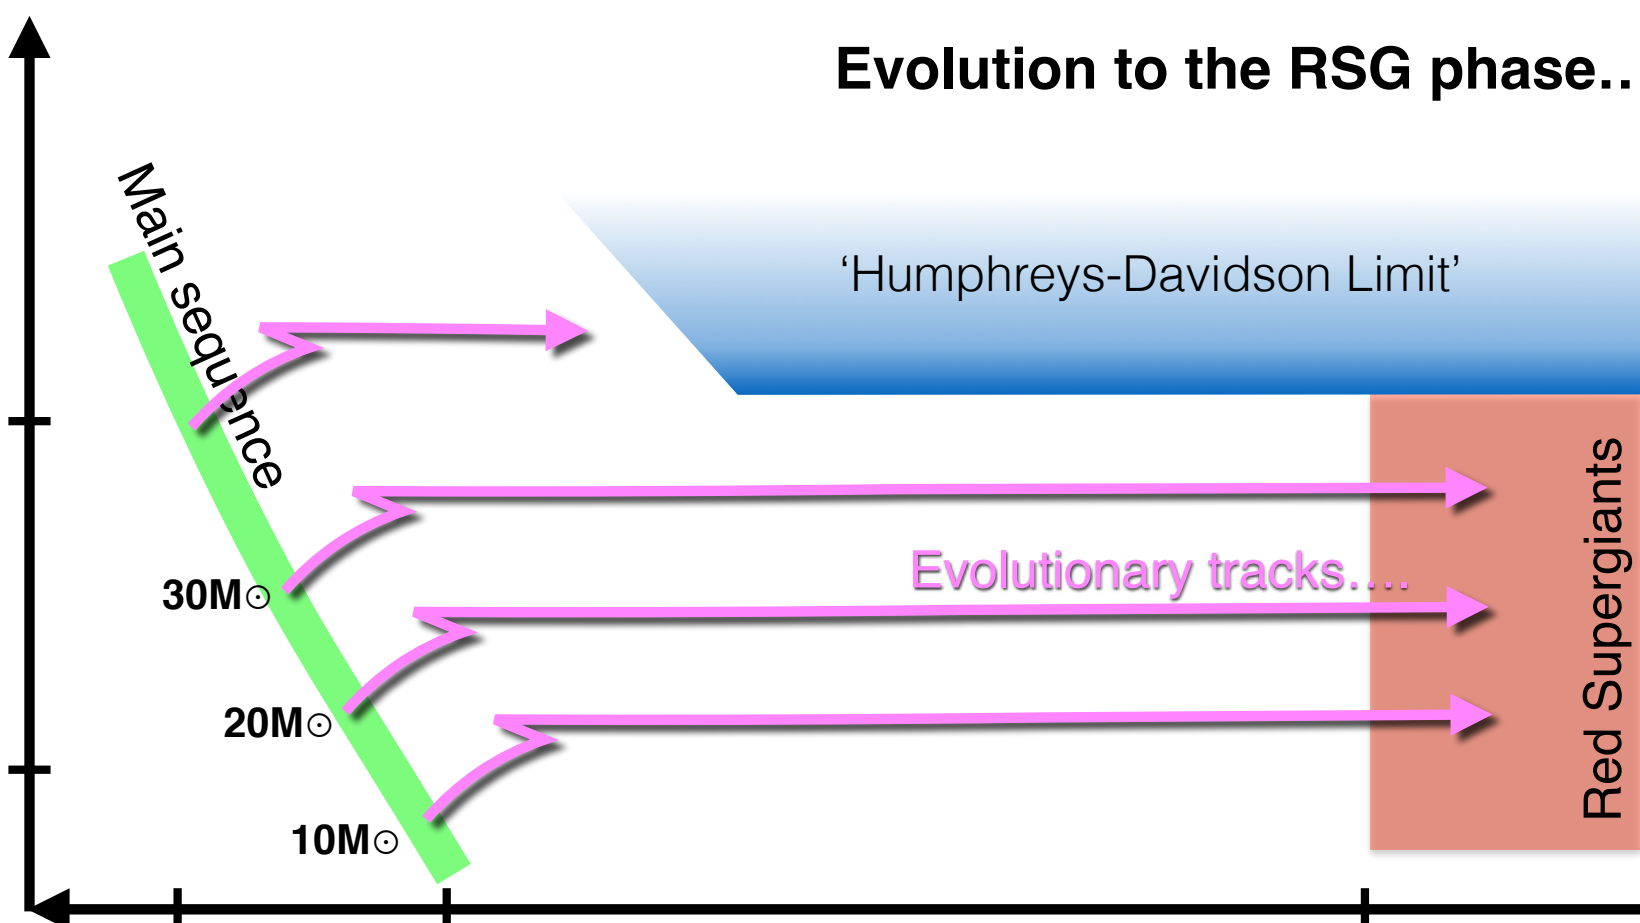 Evolution to the RSG phase..
Main sequence
‘Humphreys-Davidson Limit’
Evolutionary tracks....
Red Supergiants
30M⊙
20M⊙
10M⊙